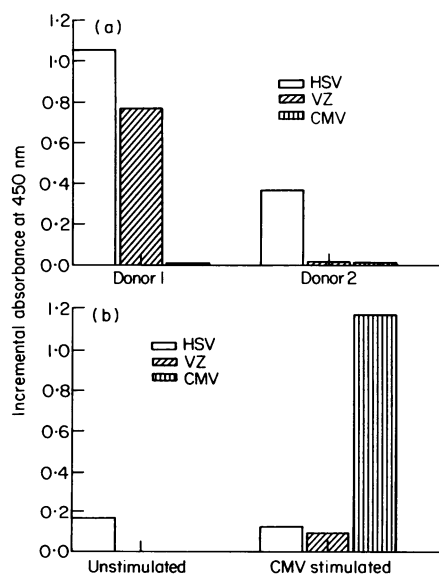 (a)
HSV
VZ
CMV
1·2
1·0
0·8
0·6
0·4
0·2
0·0
Donor 1
Donor 2
Incremental absorbance at 450 nm
(b)
HSV
VZ
CMV
1·2
1·0
0·8
0·6
0·4
0·2
0·0
Unstimulated
CMV stimulated